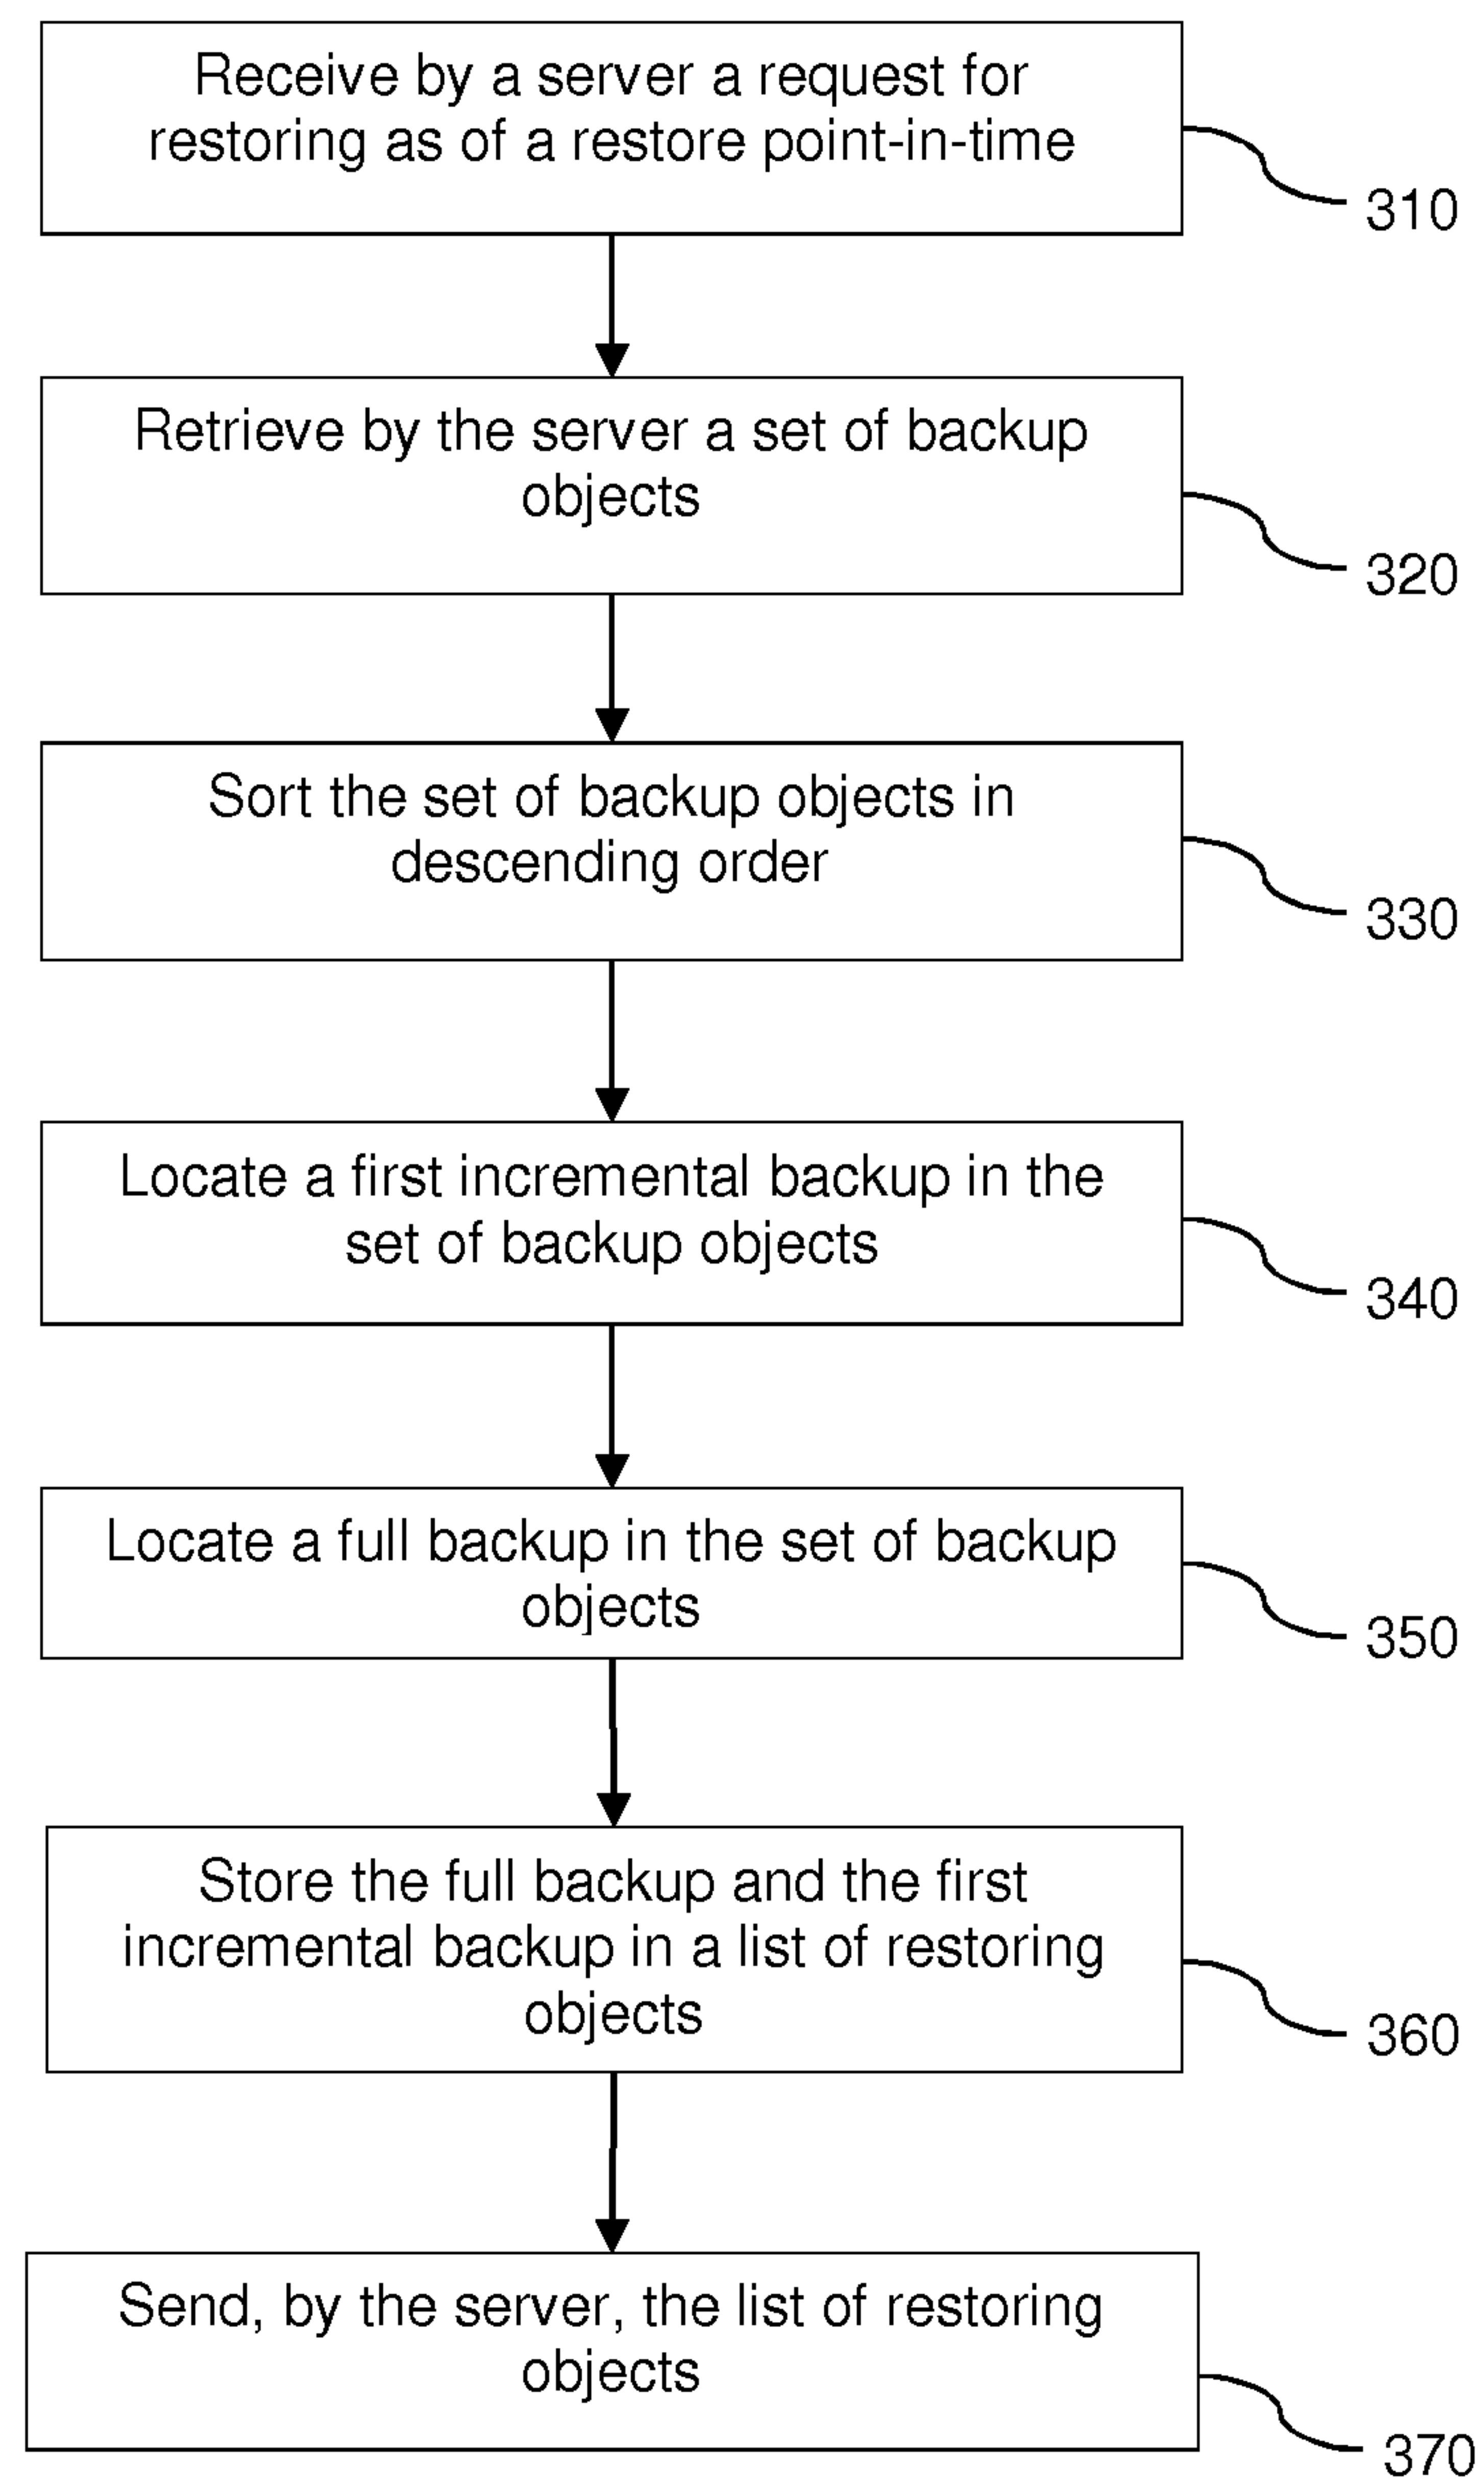 Receive by a server a request for
restoring as of a restore point-in-time
310
Retrieve by the server a set of backup
objects
320
Sort the set of backup objects in
descending order
330
Locate a first incremental backup in the
set of backup objects
340
Locate a full backup in the set of backup
objects
350
Store the full backup and the first
incremental backup in a list of restoring
objects
360
Send, by the server, the list of restoring
objects
370